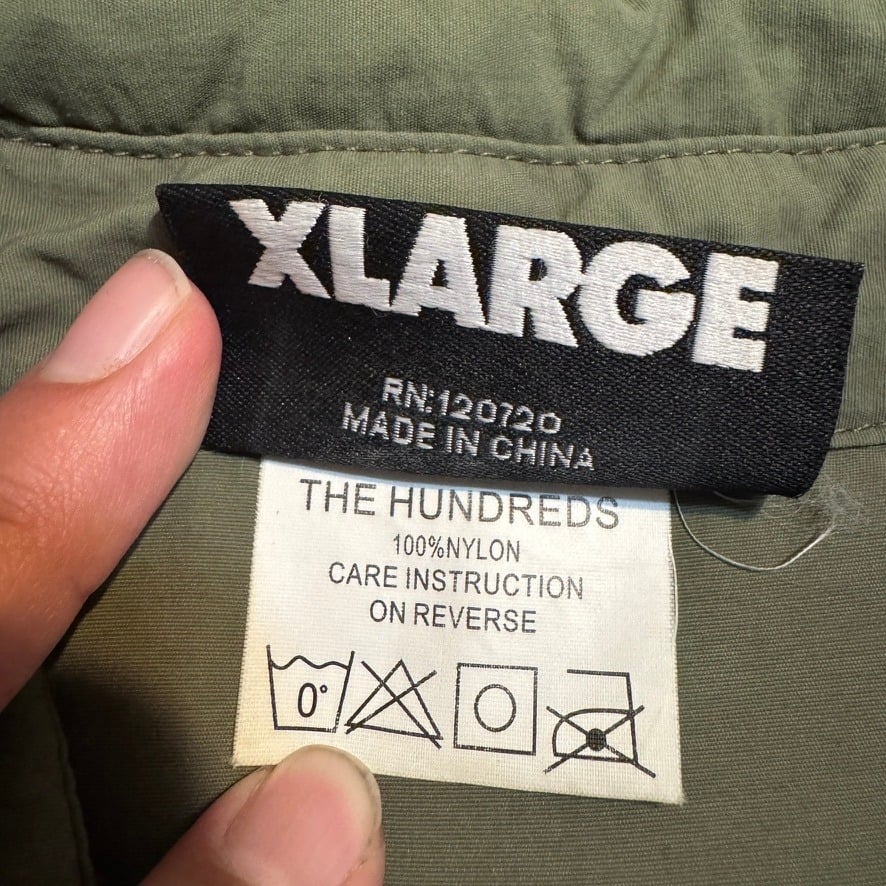 XLARGE
RN:120720
MADE IN CHINA
THE HUNDREDS
100%NYLON
CARE INSTRUCTION
ON REVERSE
0°